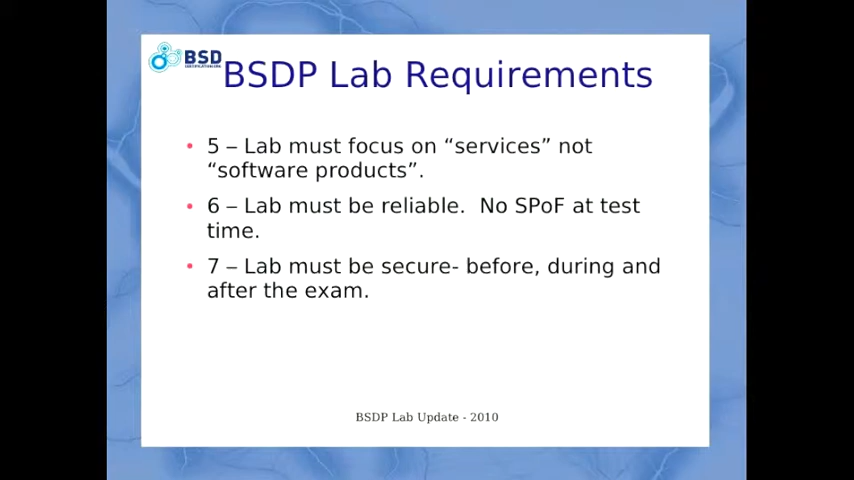 BSD
BSDP Lab Requirements
• 5 – Lab must focus on “services” not
“software products”.
• 6 – Lab must be reliable.  No SPoF at test
time.
• 7 – Lab must be secure- before, during and
after the exam.
BSDP Lab Update - 2010